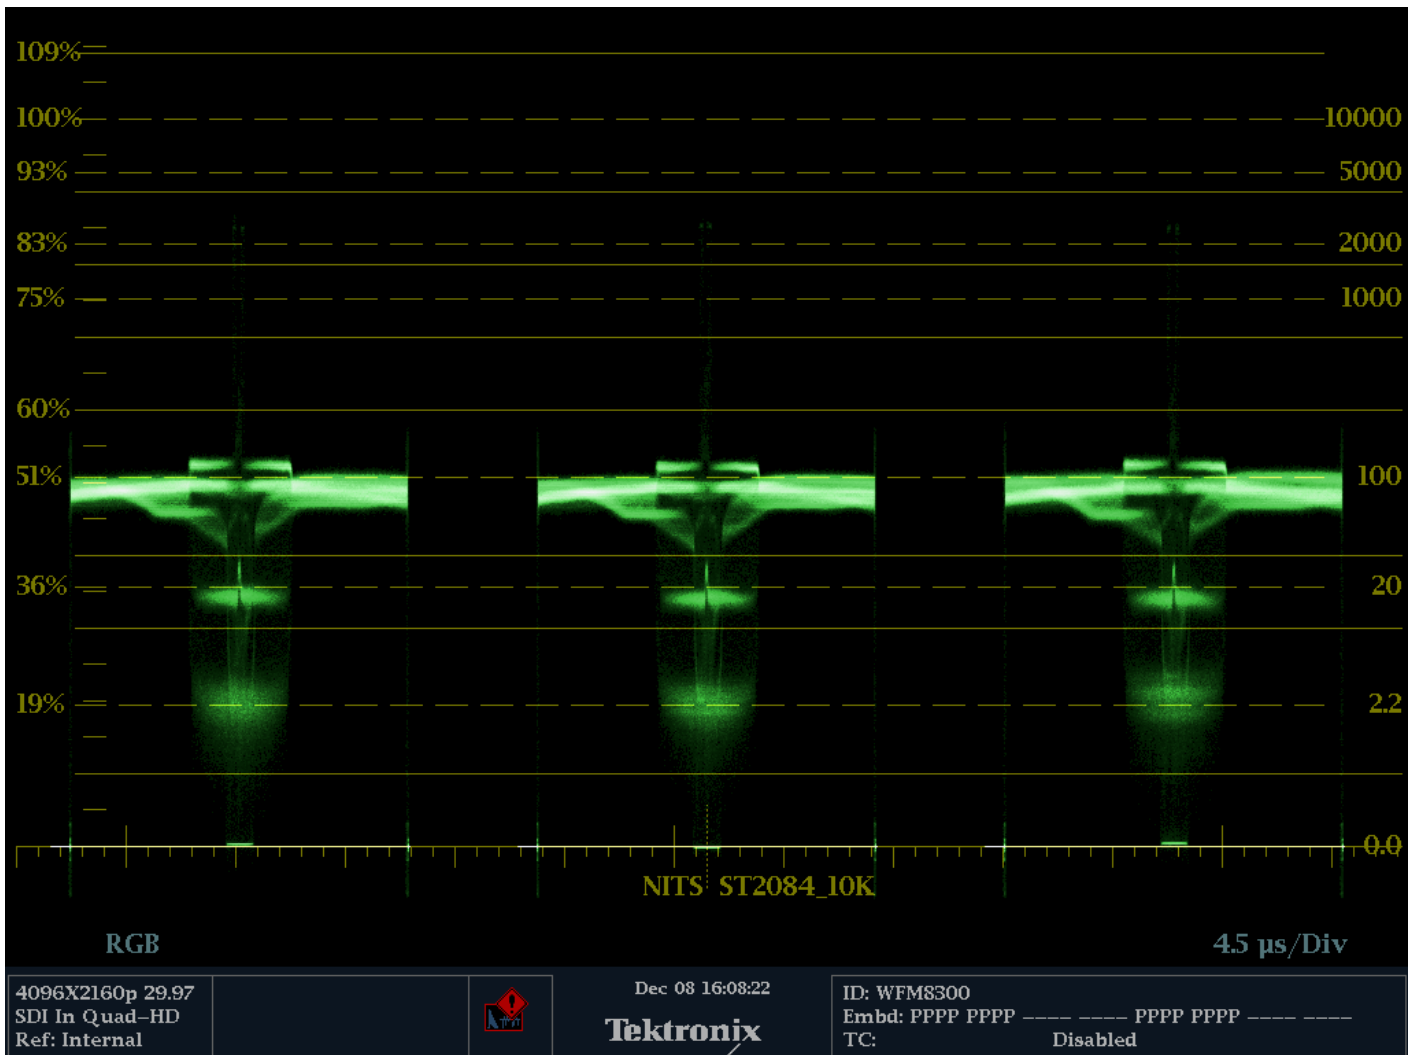 109%
100% 10000
93% 5000
83% 2000
75% 1000
60%
51% 100
36% 20
19% 2.2
0.0
NITS ST2084_10K
RGB 4.5 µs/Div
4096X2160p 29.97
SDI In Quad-HD
Ref: Internal
Dec 08 16:08:22
Tektronix
ID: WFM8300
Embd: PPPP PPPP ---- ---- PPPP PPPP ---- ----
TC: Disabled